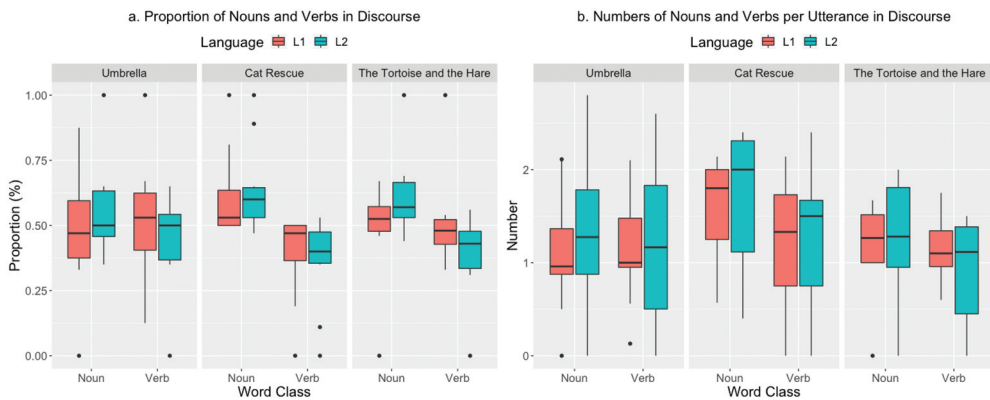 a. Proportion of Nouns and Verbs in Discourse
Language L1 L2
Umbrella Cat Rescue The Tortoise and the Hare
1.00
0.75
0.50
0.25
0.00
Proportion (%)
Noun Verb Noun Verb Noun Verb
Word Class
b. Numbers of Nouns and Verbs per Utterance in Discourse
Language L1 L2
Umbrella Cat Rescue The Tortoise and the Hare
2
1
0
Number
Noun Verb Noun Verb Noun Verb
Word Class